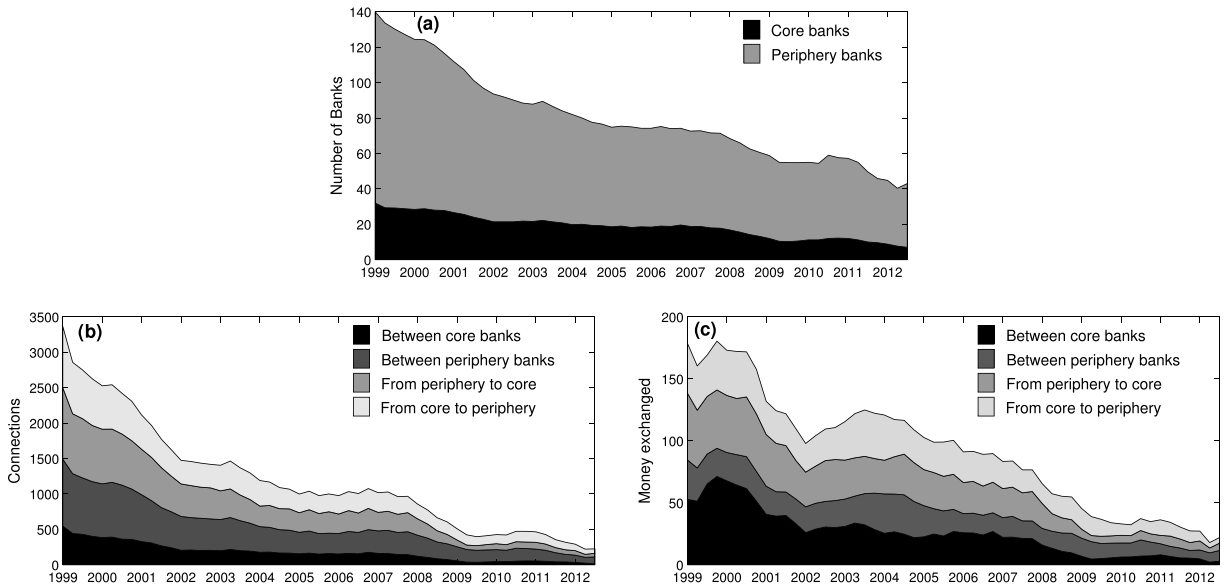 (a)
Core banks
Periphery banks
Number of Banks
140
120
100
80
60
40
20
0
1999 2000 2001 2002 2003 2004 2005 2006 2007 2008 2009 2010 2011 2012
(b)
Between core banks
Between periphery banks
From periphery to core
From core to periphery
Connections
3500
3000
2500
2000
1500
1000
500
0
1999 2000 2001 2002 2003 2004 2005 2006 2007 2008 2009 2010 2011 2012
(c)
Between core banks
Between periphery banks
From periphery to core
From core to periphery
Money exchanged
200
150
100
50
0
1999 2000 2001 2002 2003 2004 2005 2006 2007 2008 2009 2010 2011 2012